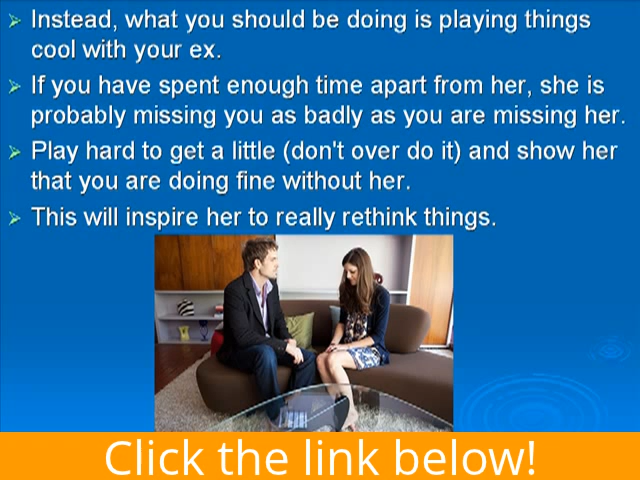 Instead, what you should be doing is playing things
cool with your ex.
If you have spent enough time apart from her, she is
probably missing you as badly as you are missing her.
Play hard to get a little (don't over do it) and show her
that you are doing fine without her.
This will inspire her to really rethink things.
Click the link below!